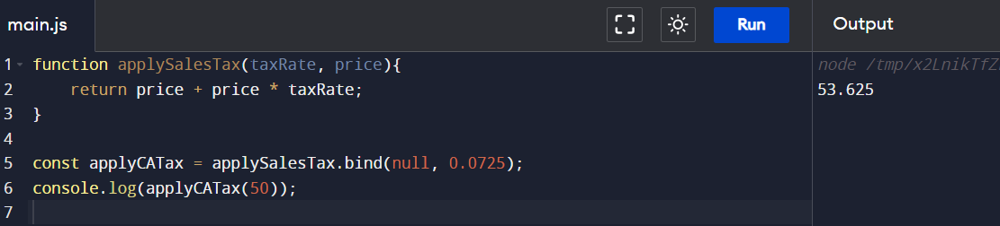 main.js
Run
Output
1 function applySalesTax(taxRate, price){
2 return price + price * taxRate;
3 }
4
5 const applyCATax = applySalesTax.bind(null, 0.0725);
6 console.log(applyCATax(50));
7
node /tmp/x2LnikTfZ
53.625